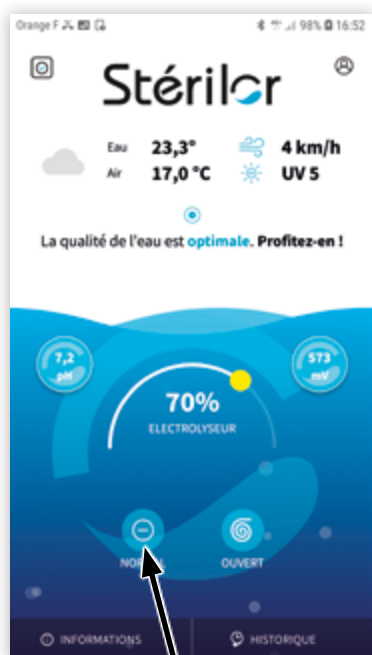 Orange F 98% 16:52
Stérilor
Eau 23,3° 4 km/h
Air 17,0 °C UV 5
La qualité de l'eau est optimale. Profitez-en !
7,2 pH
573 mV
70%
ELECTROLYSEUR
OUVERT
INFORMATIONS HISTORIQUE